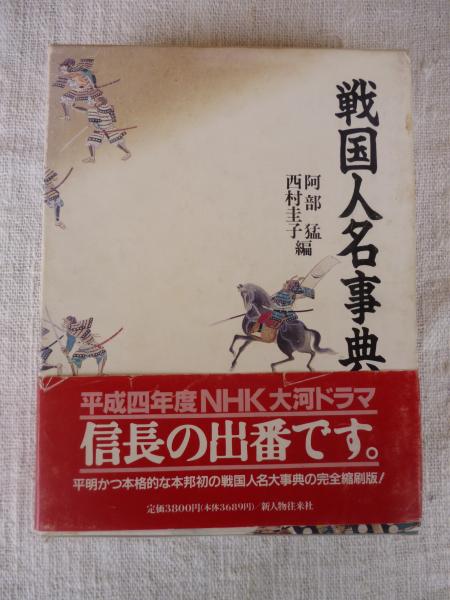 戦国人名事典
阿部 猛
西村圭子編
平成四年度NHK大河ドラマ
信長の出番です。
平明かつ本格的な本邦初の戦国人名大事典の完全縮刷版!
定価3800円(本体3689円)/新人物往来社